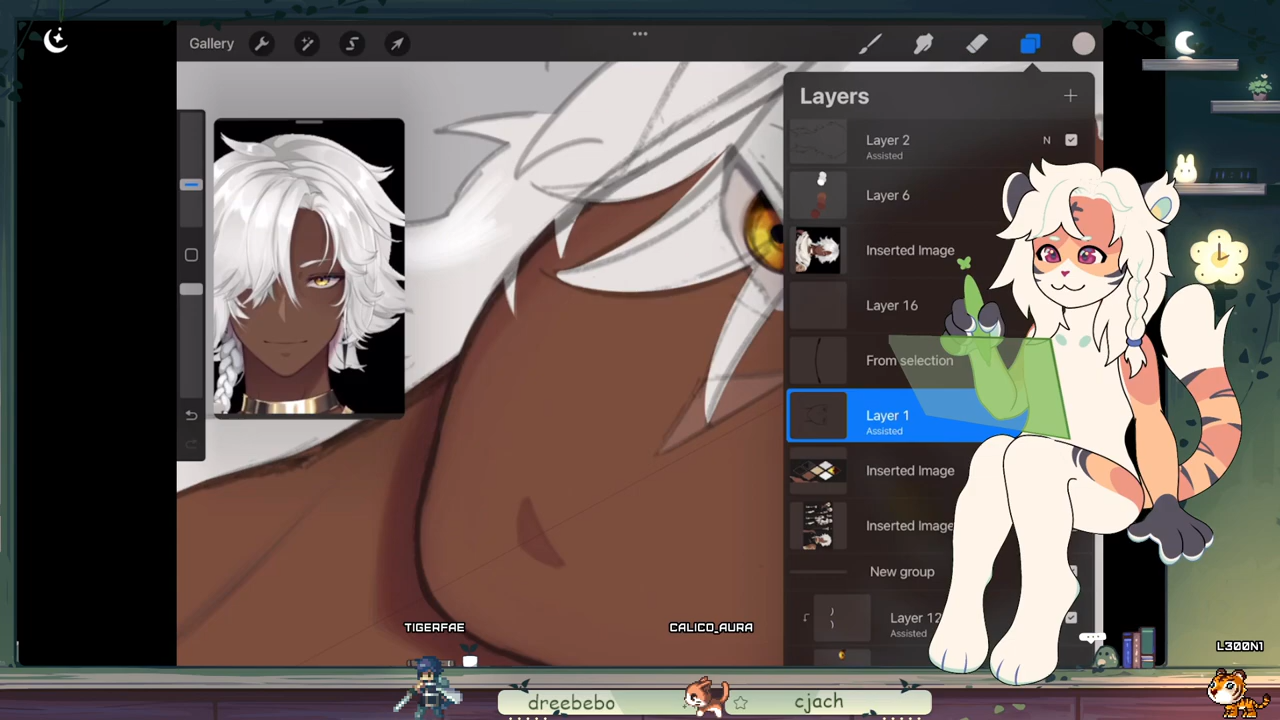 Gallery
Layers
Layer 2
Assisted
N
Layer 6
Inserted Image
Layer 16
From selection
Layer 1
Assisted
Inserted Image
Inserted Image
New group
Layer 12
Assisted
TIGERFAE
CALICO_AURA
L300N1
dreebebo
cjach